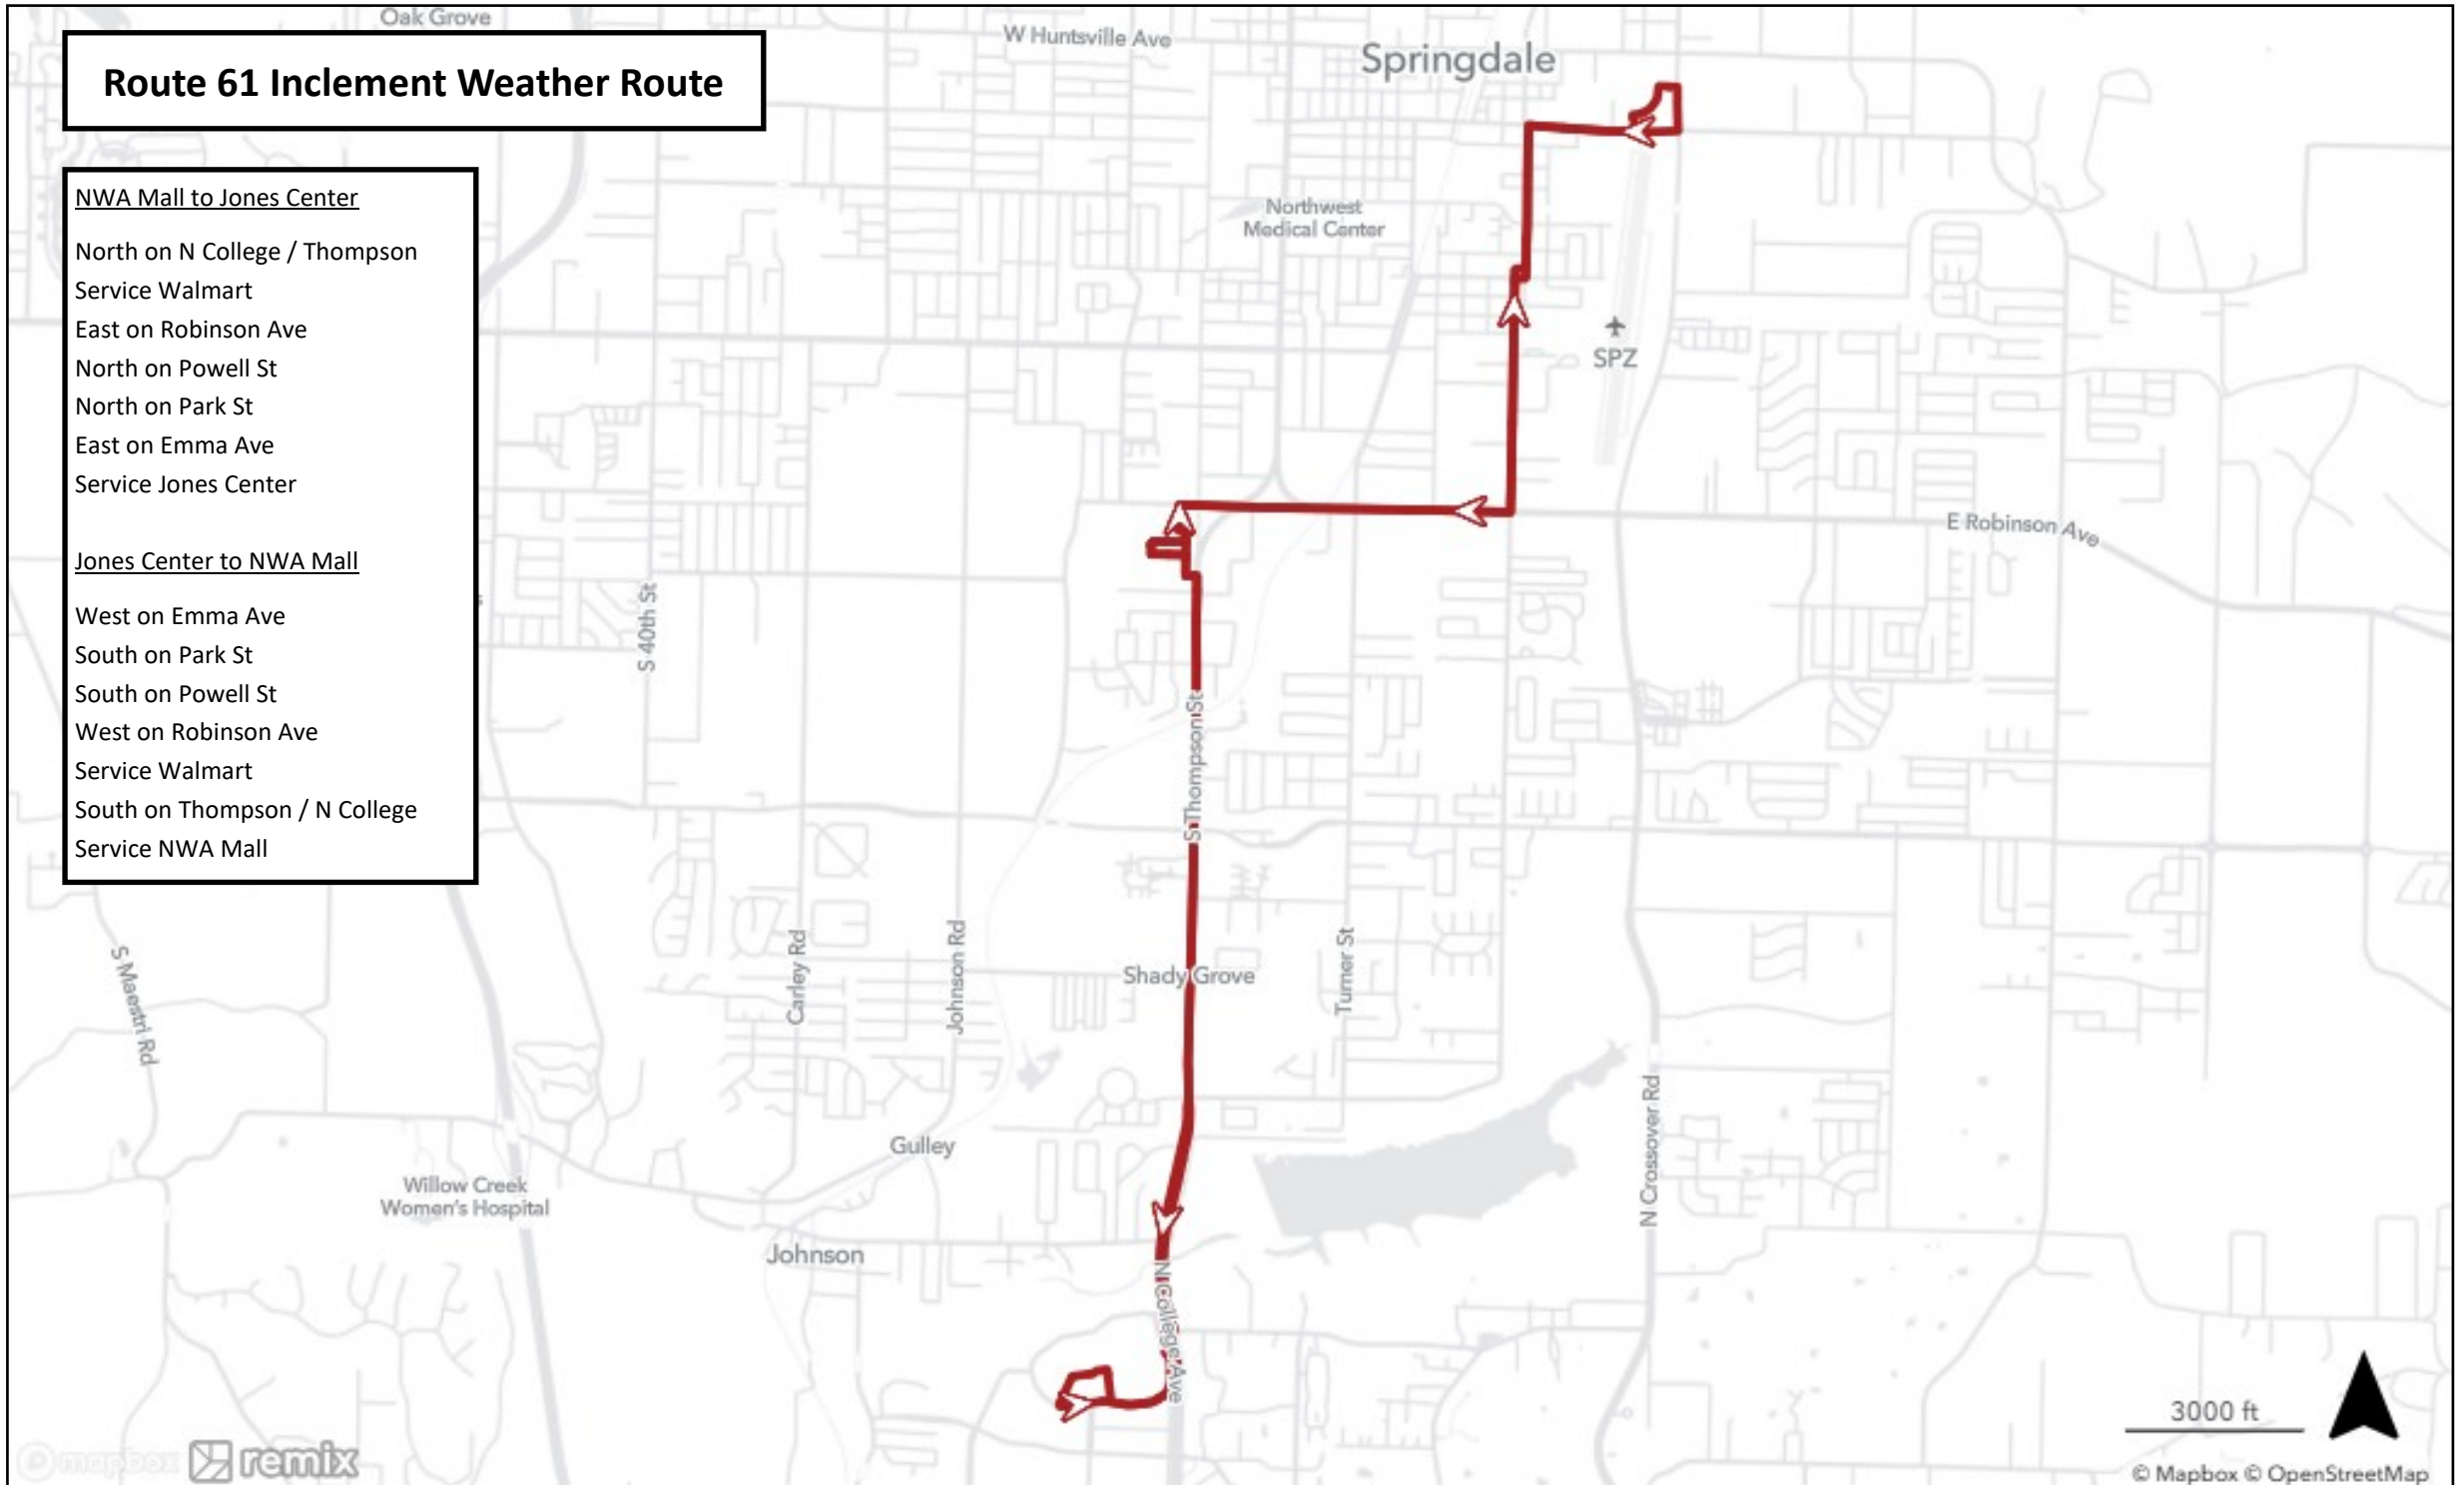 Oak Grove
W Huntsville Ave
Springdale
Route 61 Inclement Weather Route
NWA Mall to Jones Center
North on N College / Thompson
Service Walmart
East on Robinson Ave
North on Powell St
North on Park St
East on Emma Ave
Service Jones Center
Jones Center to NWA Mall
West on Emma Ave
South on Park St
South on Powell St
West on Robinson Ave
Service Walmart
South on Thompson / N College
Service NWA Mall
Northwest
Medical Center
SPZ
E Robinson Ave
S 40th St
S Thompson St
S Maestri Rd
Carley Rd
Johnson Rd
Shady Grove
Turner St
N Crossover Rd
Gulley
Willow Creek
Women's Hospital
Johnson
N College Ave
3000 ft
mapbox
remix
© Mapbox © OpenStreetMap